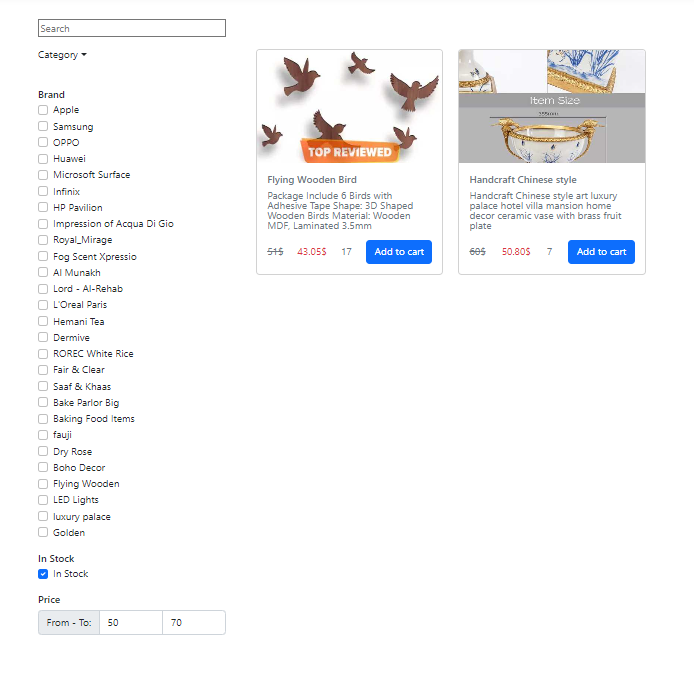 Search
Category
Brand
Apple
Samsung
OPPO
Huawei
Microsoft Surface
Infinix
HP Pavilion
Impression of Acqua Di Gio
Royal_Mirage
Fog Scent Xpressio
Al Munakh
Lord - Al-Rehab
L'Oreal Paris
Hemani Tea
Dermive
ROREC White Rice
Fair & Clear
Saaf & Khaas
Bake Parlor Big
Baking Food Items
fauji
Dry Rose
Boho Decor
Flying Wooden
LED Lights
luxury palace
Golden
In Stock
In Stock
Price
From - To: 50 70
TOP REVIEWED
Flying Wooden Bird
Package Include 6 Birds with
Adhesive Tape Shape: 3D Shaped
Wooden Birds Material: Wooden
MDF, Laminated 3.5mm
51$ 43.05$ 17 Add to cart
Item Size
Handcraft Chinese style
Handcraft Chinese style art luxury
palace hotel villa mansion home
decor ceramic vase with brass fruit
plate
60$ 50.80$ 7 Add to cart